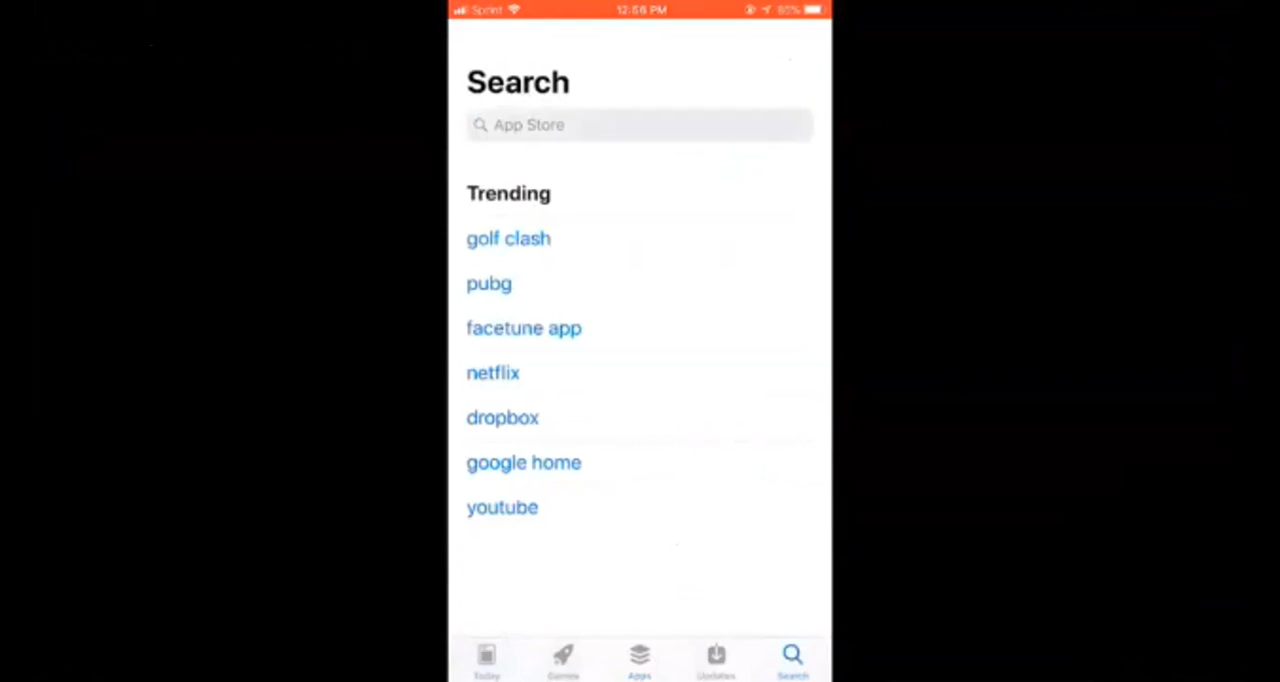 Sprint 12:56 PM 85%
Search
App Store
Trending
golf clash
pubg
facetune app
netflix
dropbox
google home
youtube
Today Games Apps Updates Search